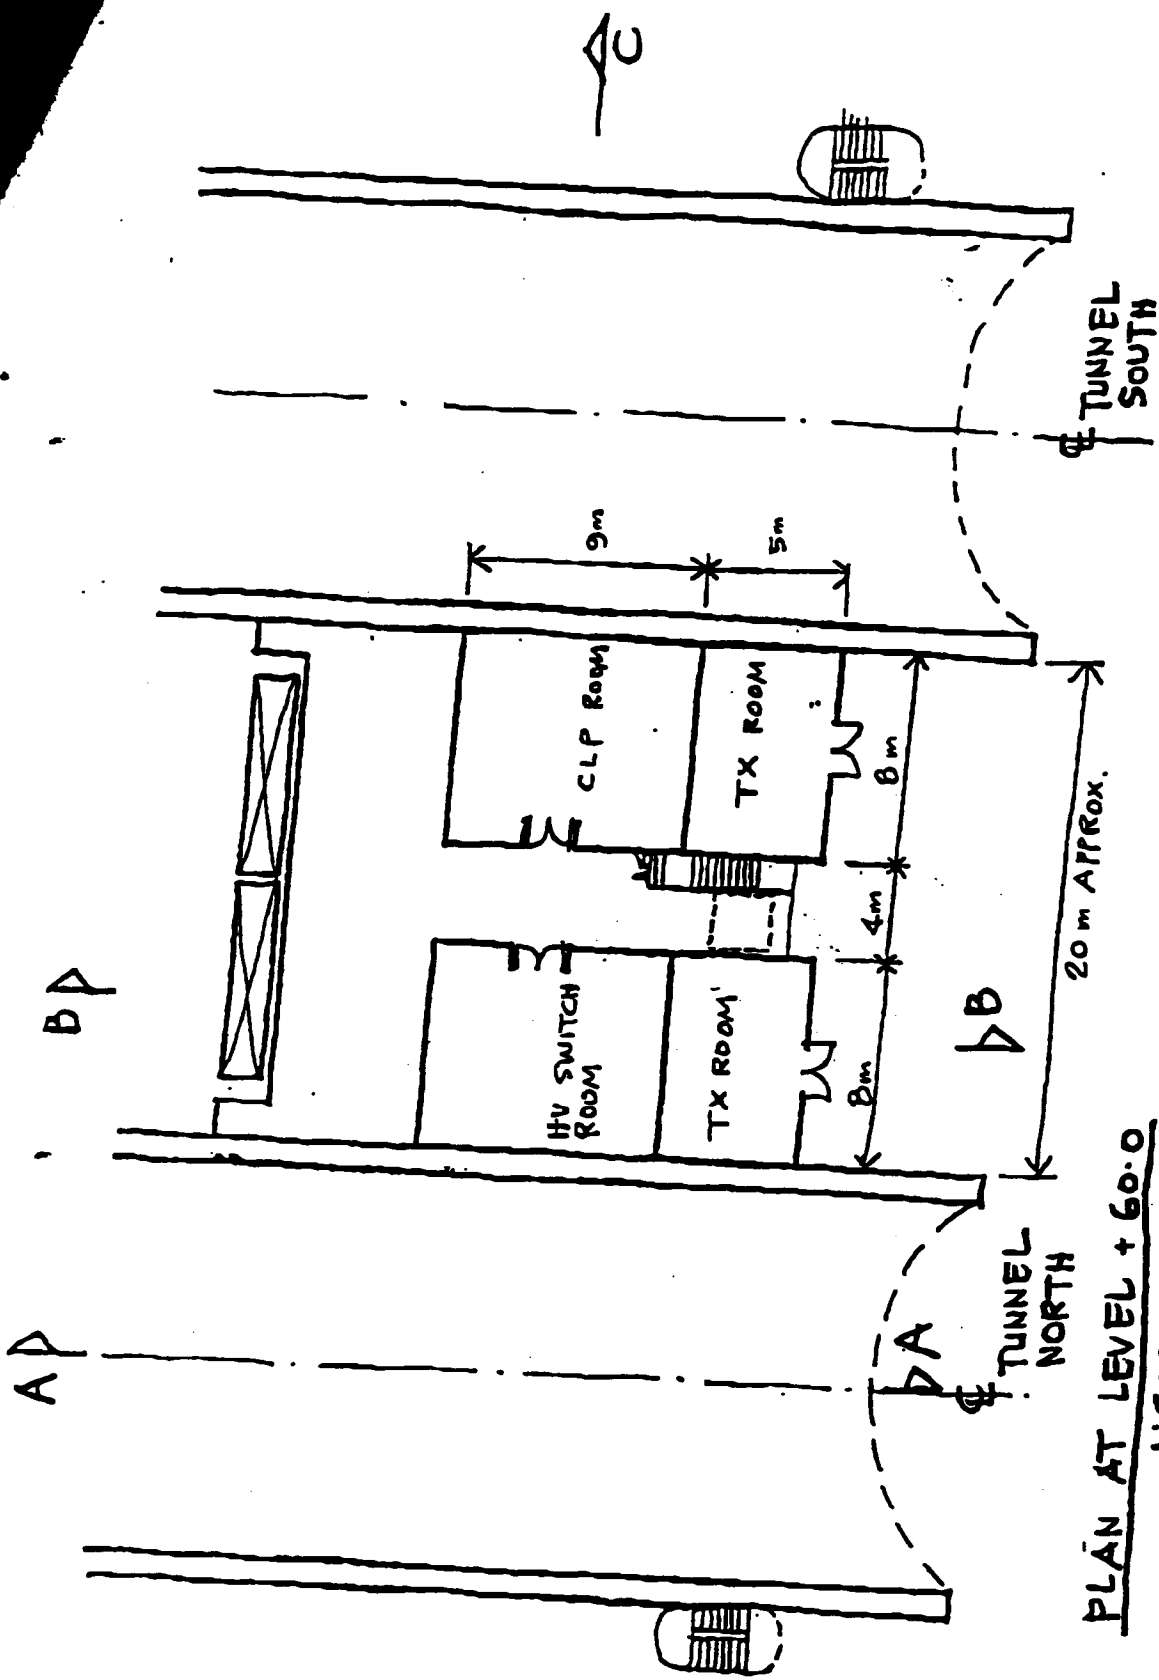 A
B
C
HV SWITCH
ROOM
CLP ROOM
TX ROOM'
TX ROOM
9m
5m
8m
4m
8m
20m APPROX.
A
B
℄ TUNNEL
NORTH
℄ TUNNEL
SOUTH
PLAN AT LEVEL + 60.0